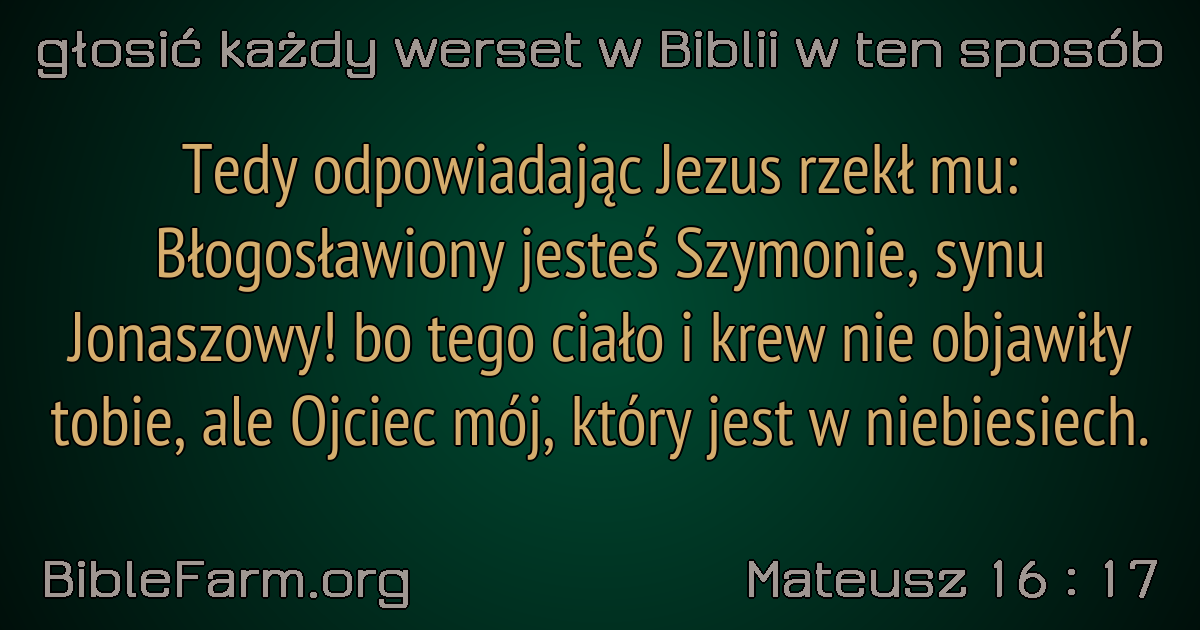 głosić każdy werset w Biblii w ten sposób
Tedy odpowiadając Jezus rzekł mu:
Błogosławiony jesteś Szymonie, synu
Jonaszowy! bo tego ciało i krew nie objawiły
tobie, ale Ojciec mój, który jest w niebiesiech.
BibleFarm.org
Mateusz 16 : 17